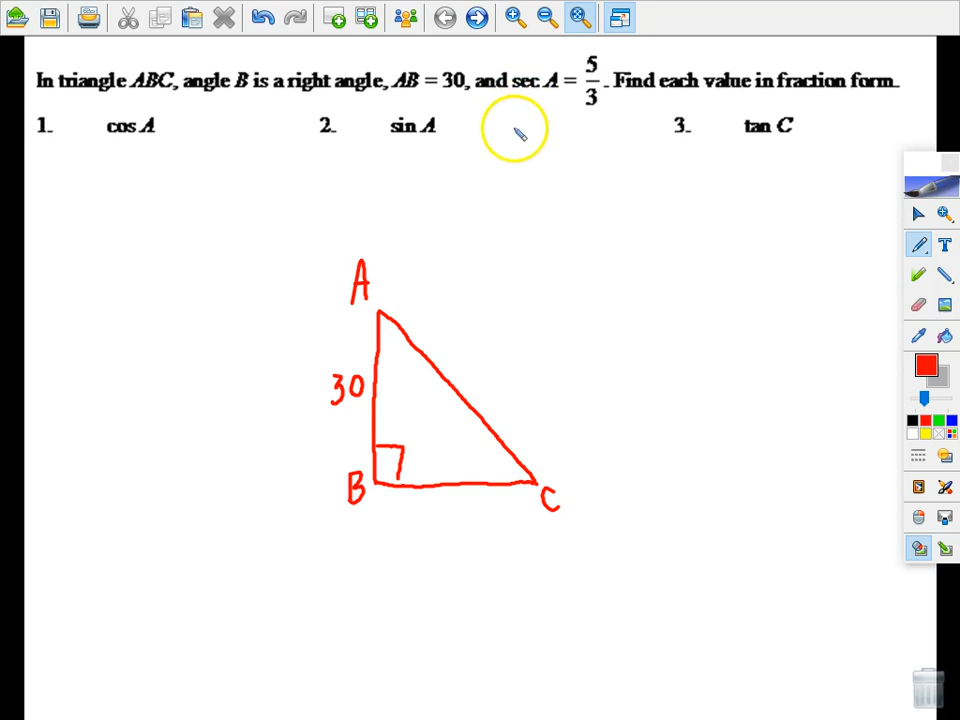 In triangle ABC, angle B is a right angle, AB = 30, and sec A = 5/3. Find each value in fraction form.
1. cos A 2. sin A 3. tan C
A
30
B
C
T